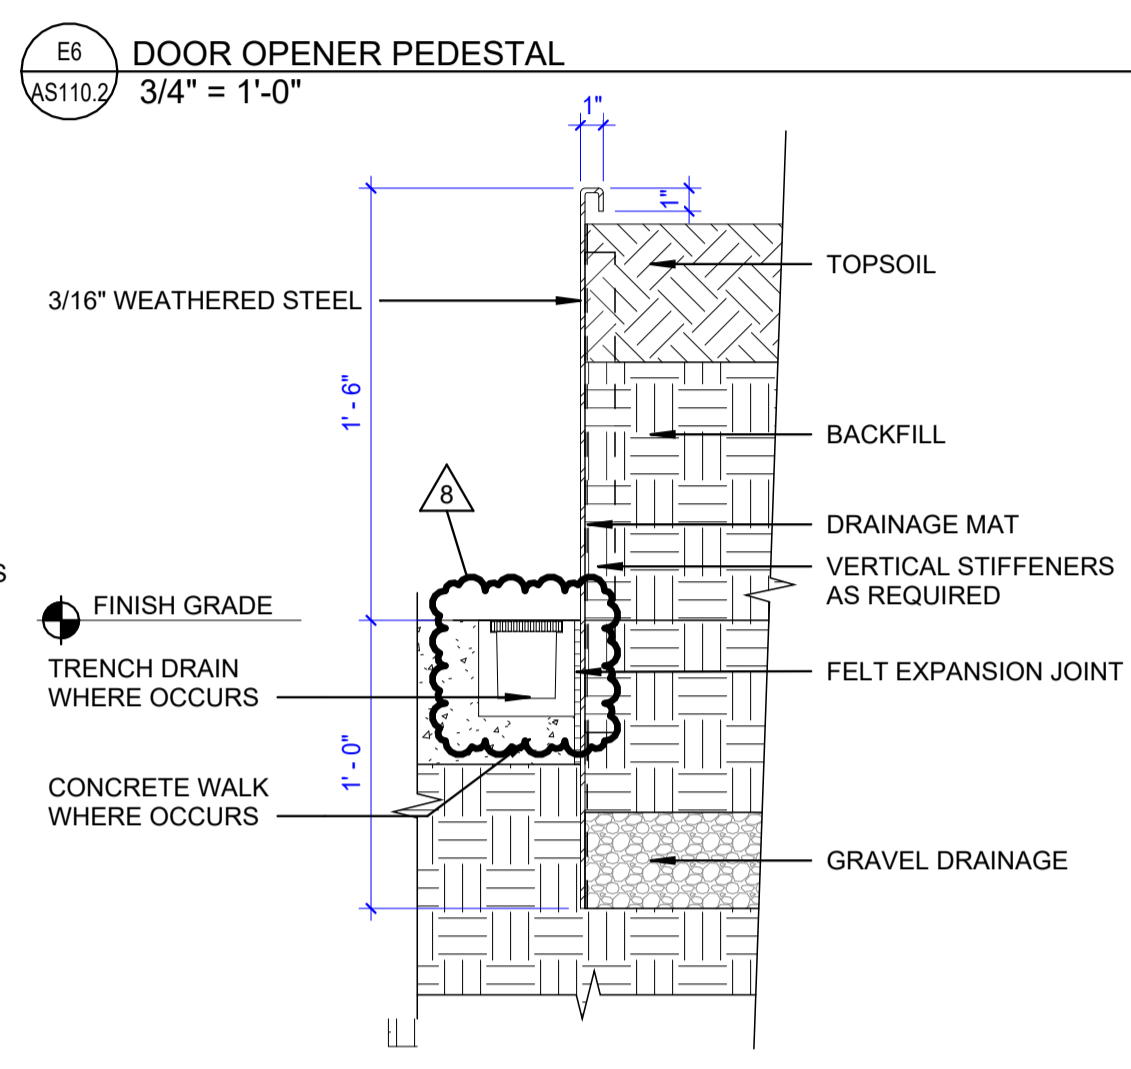 E6
AS110.2
DOOR OPENER PEDESTAL
3/4" = 1'-0"
1"
1"
TOPSOIL
3/16" WEATHERED STEEL
1' - 6"
BACKFILL
8
DRAINAGE MAT
VERTICAL STIFFENERS
AS REQUIRED
S
FINISH GRADE
TRENCH DRAIN
WHERE OCCURS
FELT EXPANSION JOINT
1' - 0"
CONCRETE WALK
WHERE OCCURS
GRAVEL DRAINAGE